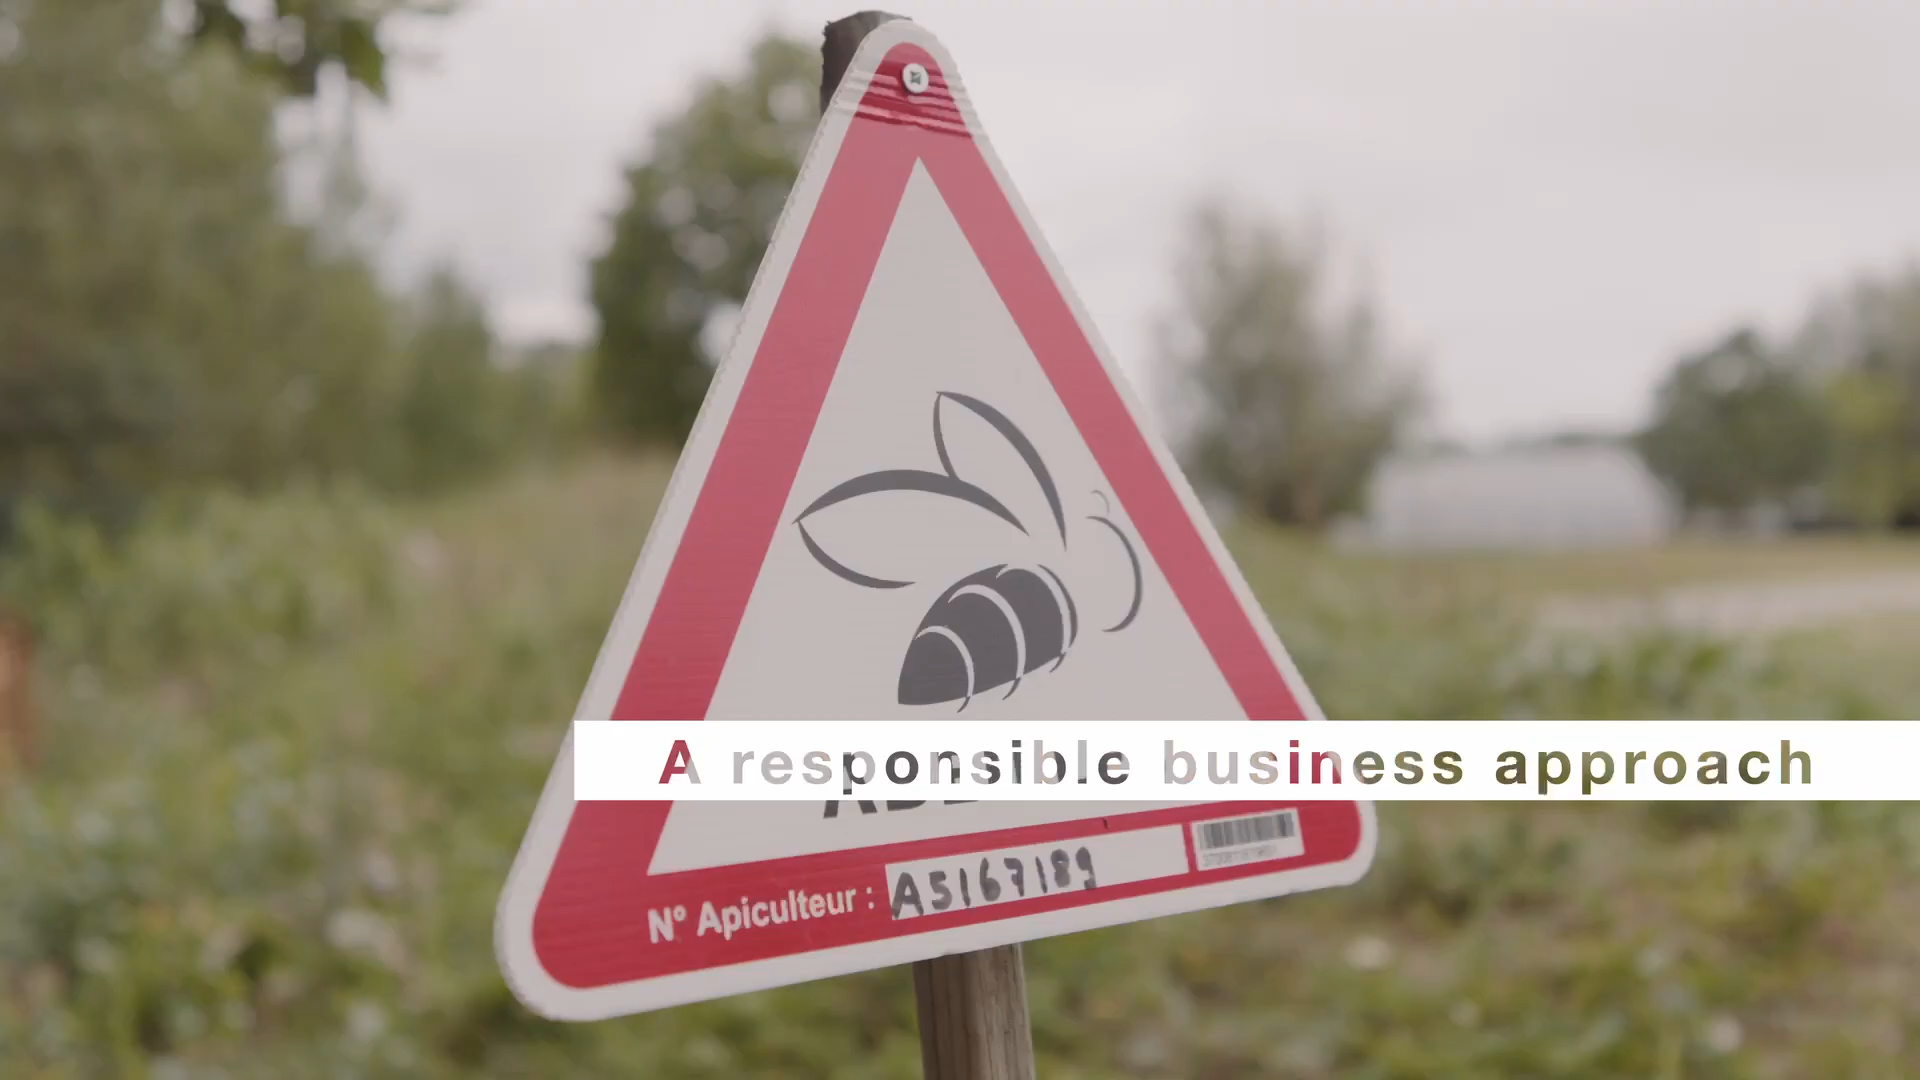 A responsible business approach
N° Apiculteur : A5167189